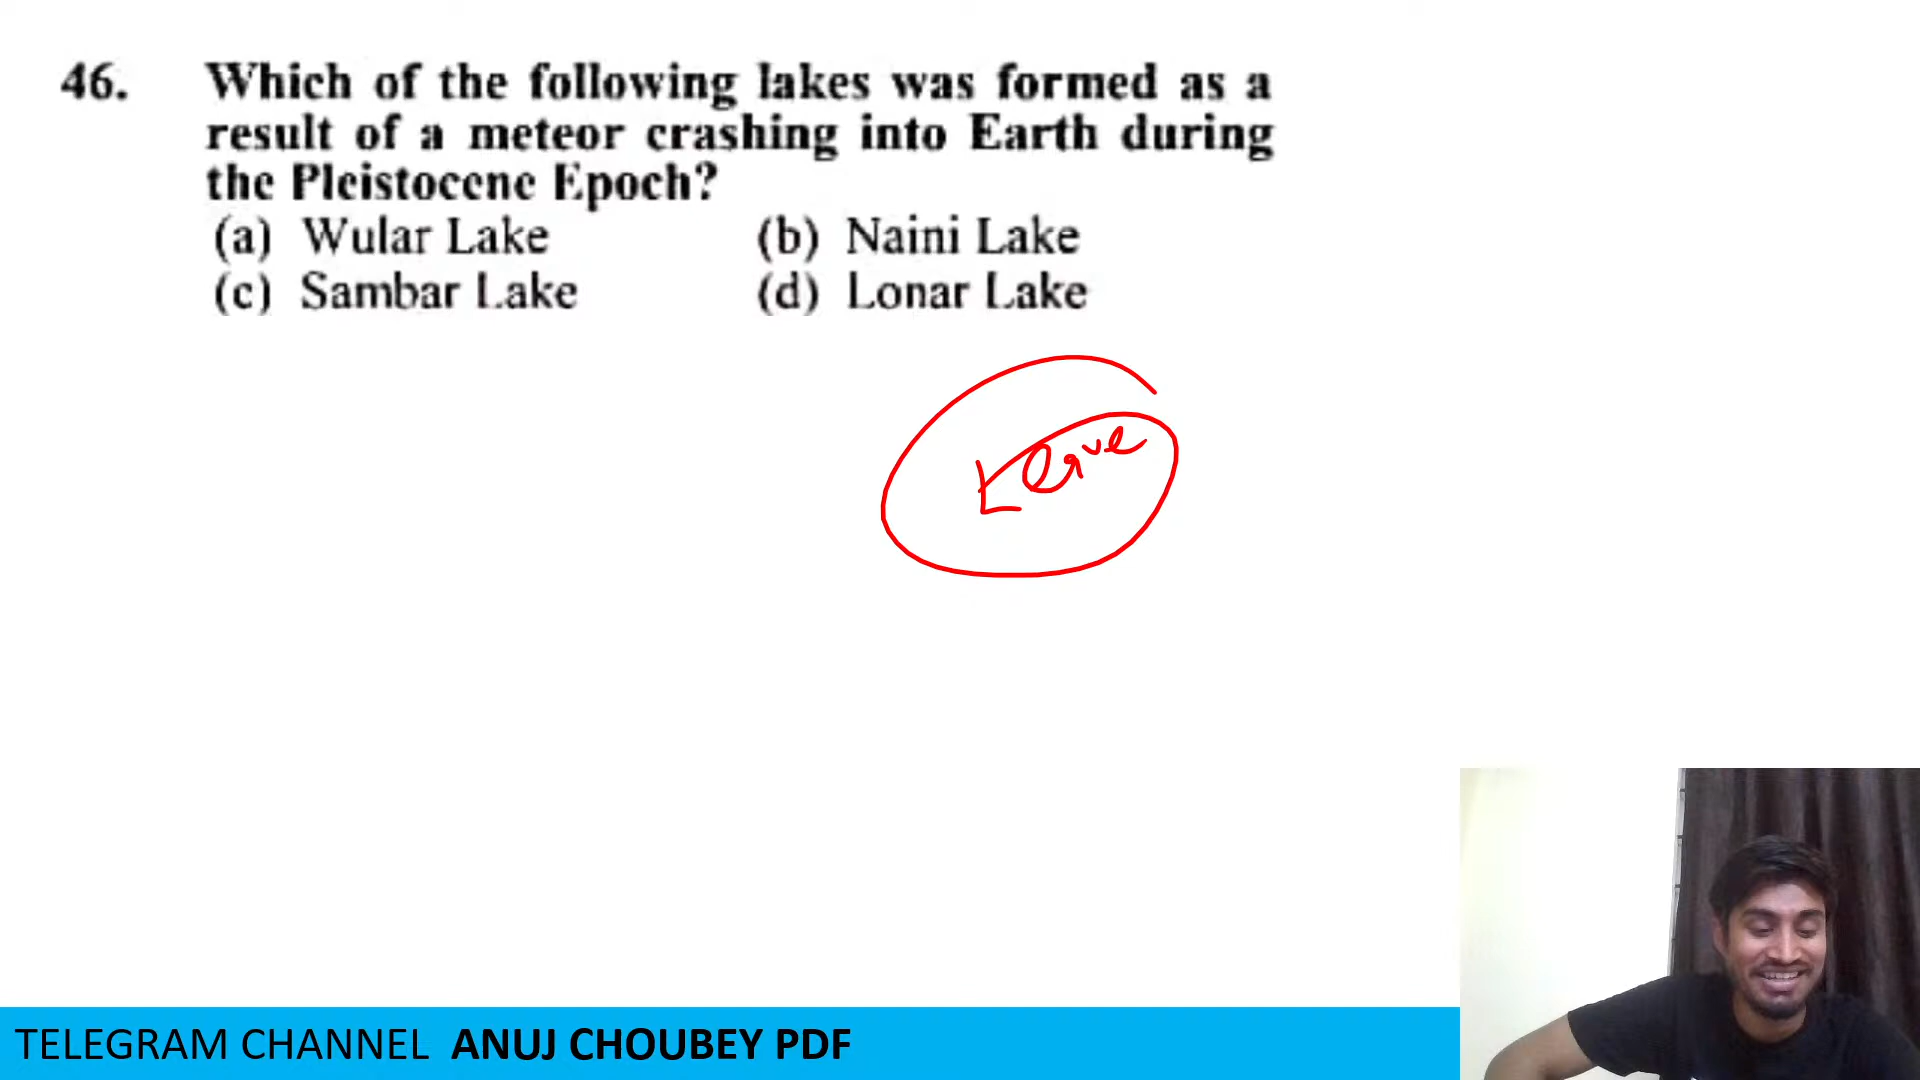 46. Which of the following lakes was formed as a
result of a meteor crashing into Earth during
the Pleistocene Epoch?
(a) Wular Lake (b) Naini Lake
(c) Sambar Lake (d) Lonar Lake
TELEGRAM CHANNEL ANUJ CHOUBEY PDF